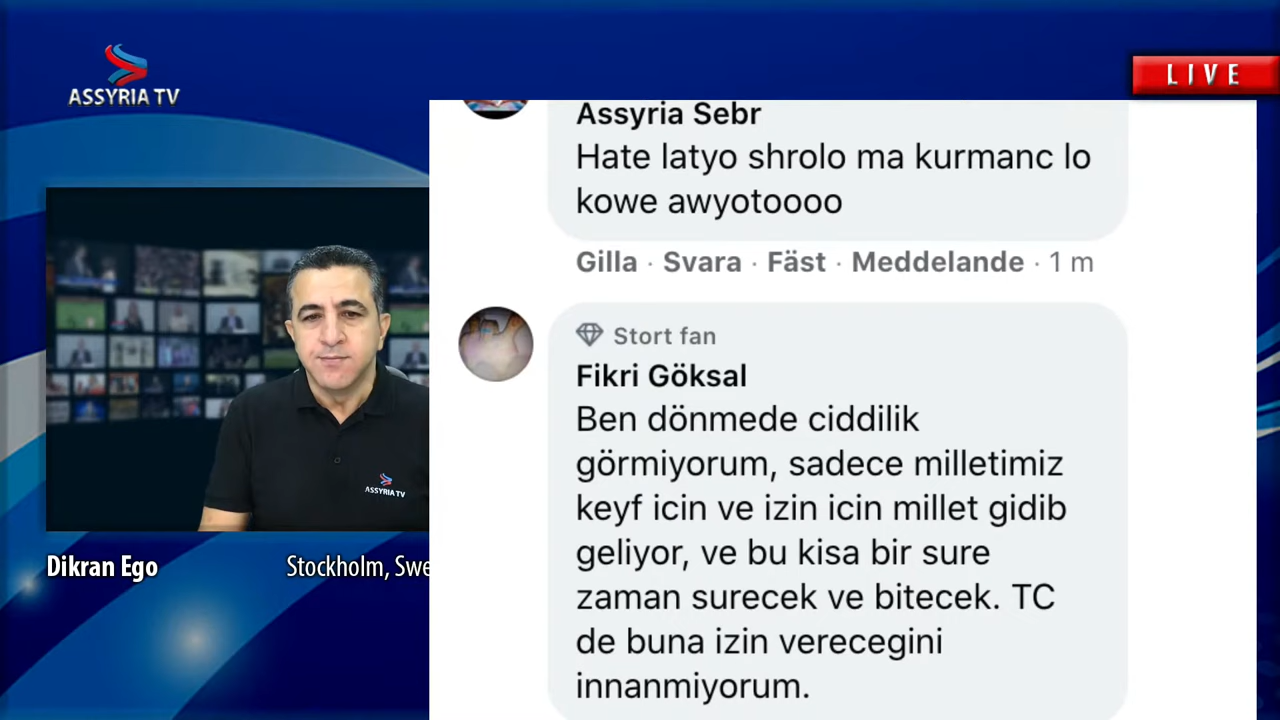 ASSYRIA TV
LIVE
Assyria Sebr
Hate latyo shrolo ma kurmanc lo
kowe awyotoooo
Gilla · Svara · Fäst · Meddelande · 1 m
Stort fan
Fikri Göksal
Ben dönmede ciddilik
görmiyorum, sadece milletimiz
keyf icin ve izin icin millet gidib
geliyor, ve bu kisa bir sure
zaman surecek ve bitecek. TC
de buna izin verecegini
innanmiyorum.
ASSYRIA TV
Dikran Ego
Stockholm, Swe